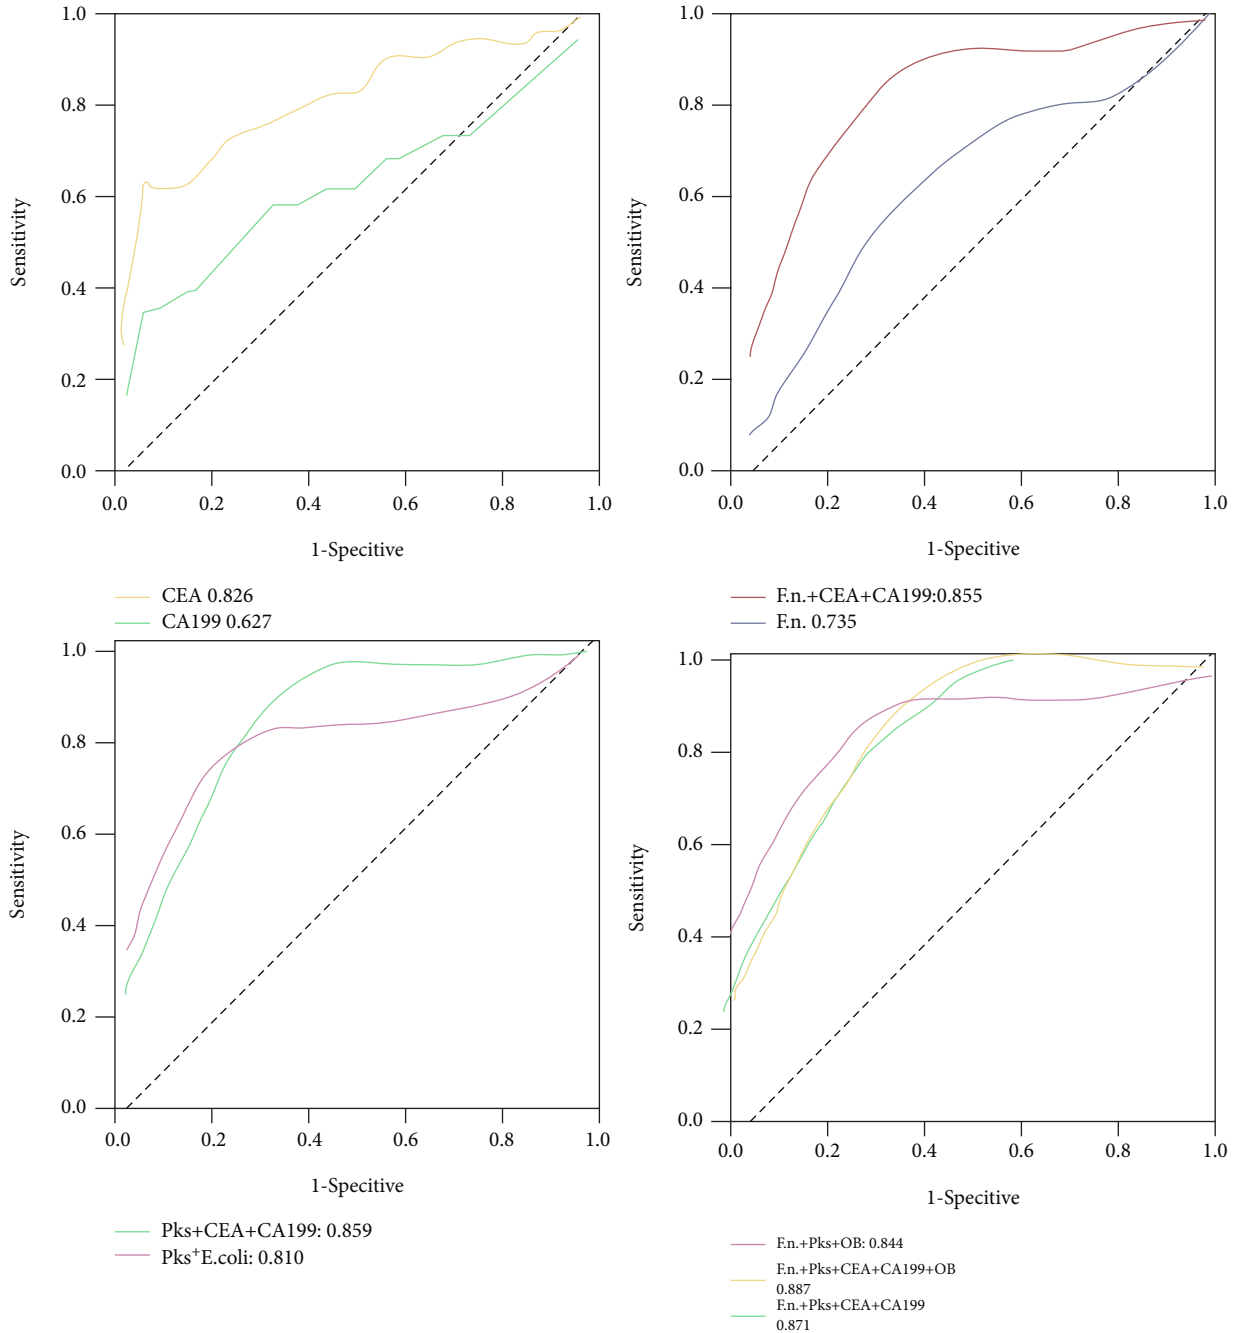 1.0
0.8
0.6
0.4
0.2
0.0
Sensitivity
0.0 0.2 0.4 0.6 0.8 1.0
1-Specitive
CEA 0.826
CA199 0.627
1.0
0.8
0.6
0.4
0.2
0.0
Sensitivity
0.0 0.2 0.4 0.6 0.8 1.0
1-Specitive
F.n.+CEA+CA199:0.855
F.n. 0.735
1.0
0.8
0.6
0.4
0.2
0.0
Sensitivity
0.0 0.2 0.4 0.6 0.8 1.0
1-Specitive
Pks+CEA+CA199: 0.859
Pks⁺E.coli: 0.810
1.0
0.8
0.6
0.4
0.2
0.0
Sensitivity
0.0 0.2 0.4 0.6 0.8 1.0
1-Specitive
F.n.+Pks+OB: 0.844
F.n.+Pks+CEA+CA199+OB
0.887
F.n.+Pks+CEA+CA199
0.871